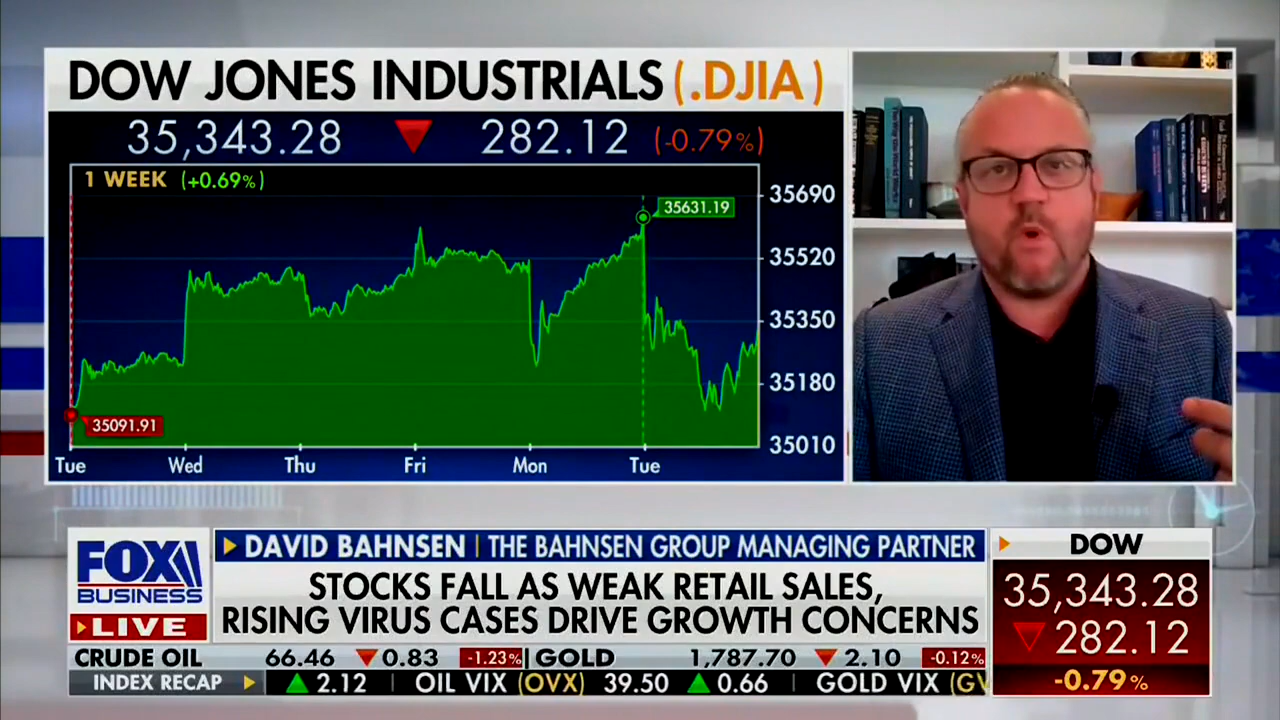 DOW JONES INDUSTRIALS (.DJIA)
35,343.28 ▼ 282.12 (-0.79%)
1 WEEK (+0.69%)
35690
35631.19
35520
35350
35180
35091.91
35010
Tue Wed Thu Fri Mon Tue
FOX
BUSINESS
LIVE
DAVID BAHNSEN | THE BAHNSEN GROUP MANAGING PARTNER
STOCKS FALL AS WEAK RETAIL SALES,
RISING VIRUS CASES DRIVE GROWTH CONCERNS
DOW
35,343.28
▼ 282.12
-0.79%
CRUDE OIL 66.46 ▼ 0.83 -1.23% | GOLD 1,787.70 ▼ 2.10 -0.12%
INDEX RECAP ▲ 2.12 | OIL VIX (OVX) 39.50 ▲ 0.66 | GOLD VIX (GV